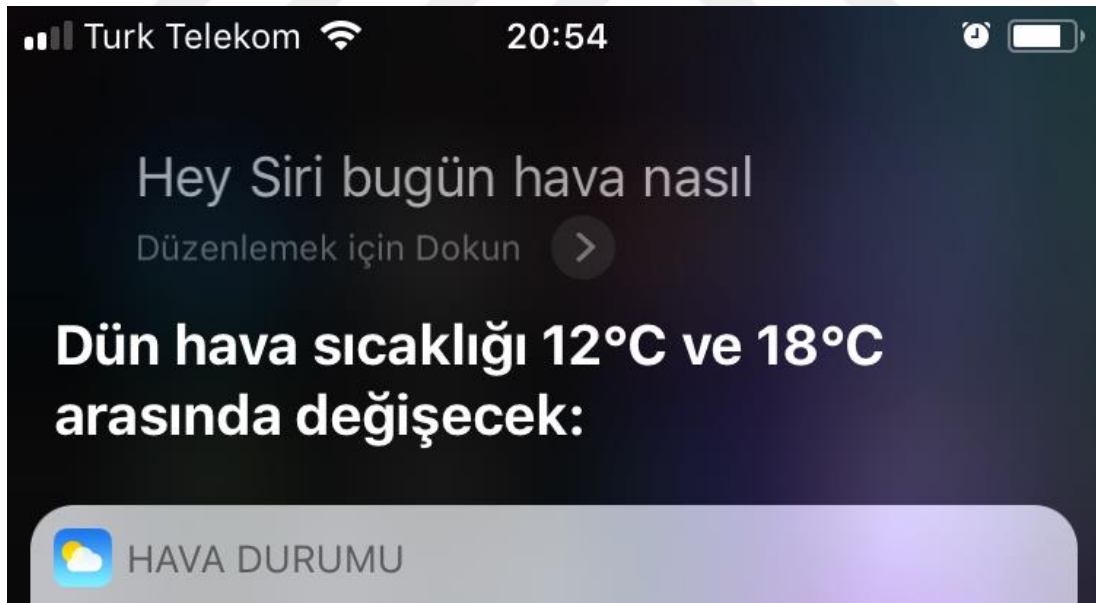 Turk Telekom 20:54
Hey Siri bugün hava nasıl
Düzenlemek için Dokun
Dün hava sıcaklığı 12°C ve 18°C
arasında değişecek:
HAVA DURUMU